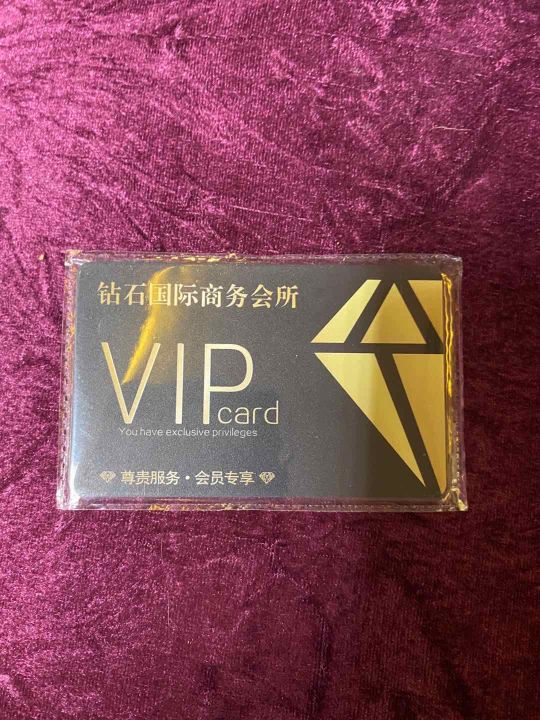 钻石国际商务会所
VIP card
You have exclusive privileges
尊贵服务·会员专享